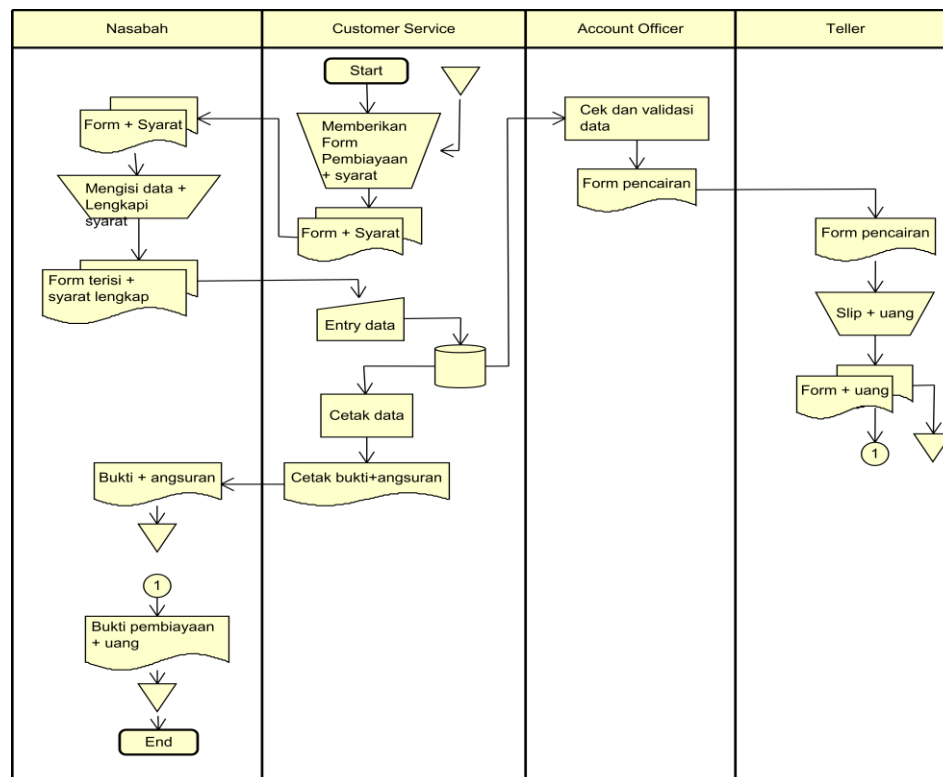 Nasabah
Customer Service
Account Officer
Teller
Start
Memberikan
Form
Pembiayaan
+ syarat
Form + Syarat
Form + Syarat
Mengisi data +
Lengkapi
syarat
Form terisi +
syarat lengkap
Entry data
Cek dan validasi
data
Form pencairan
Form pencairan
Slip + uang
Form + uang
1
Cetak data
Cetak bukti+angsuran
Bukti + angsuran
1
Bukti pembiayaan
+ uang
End